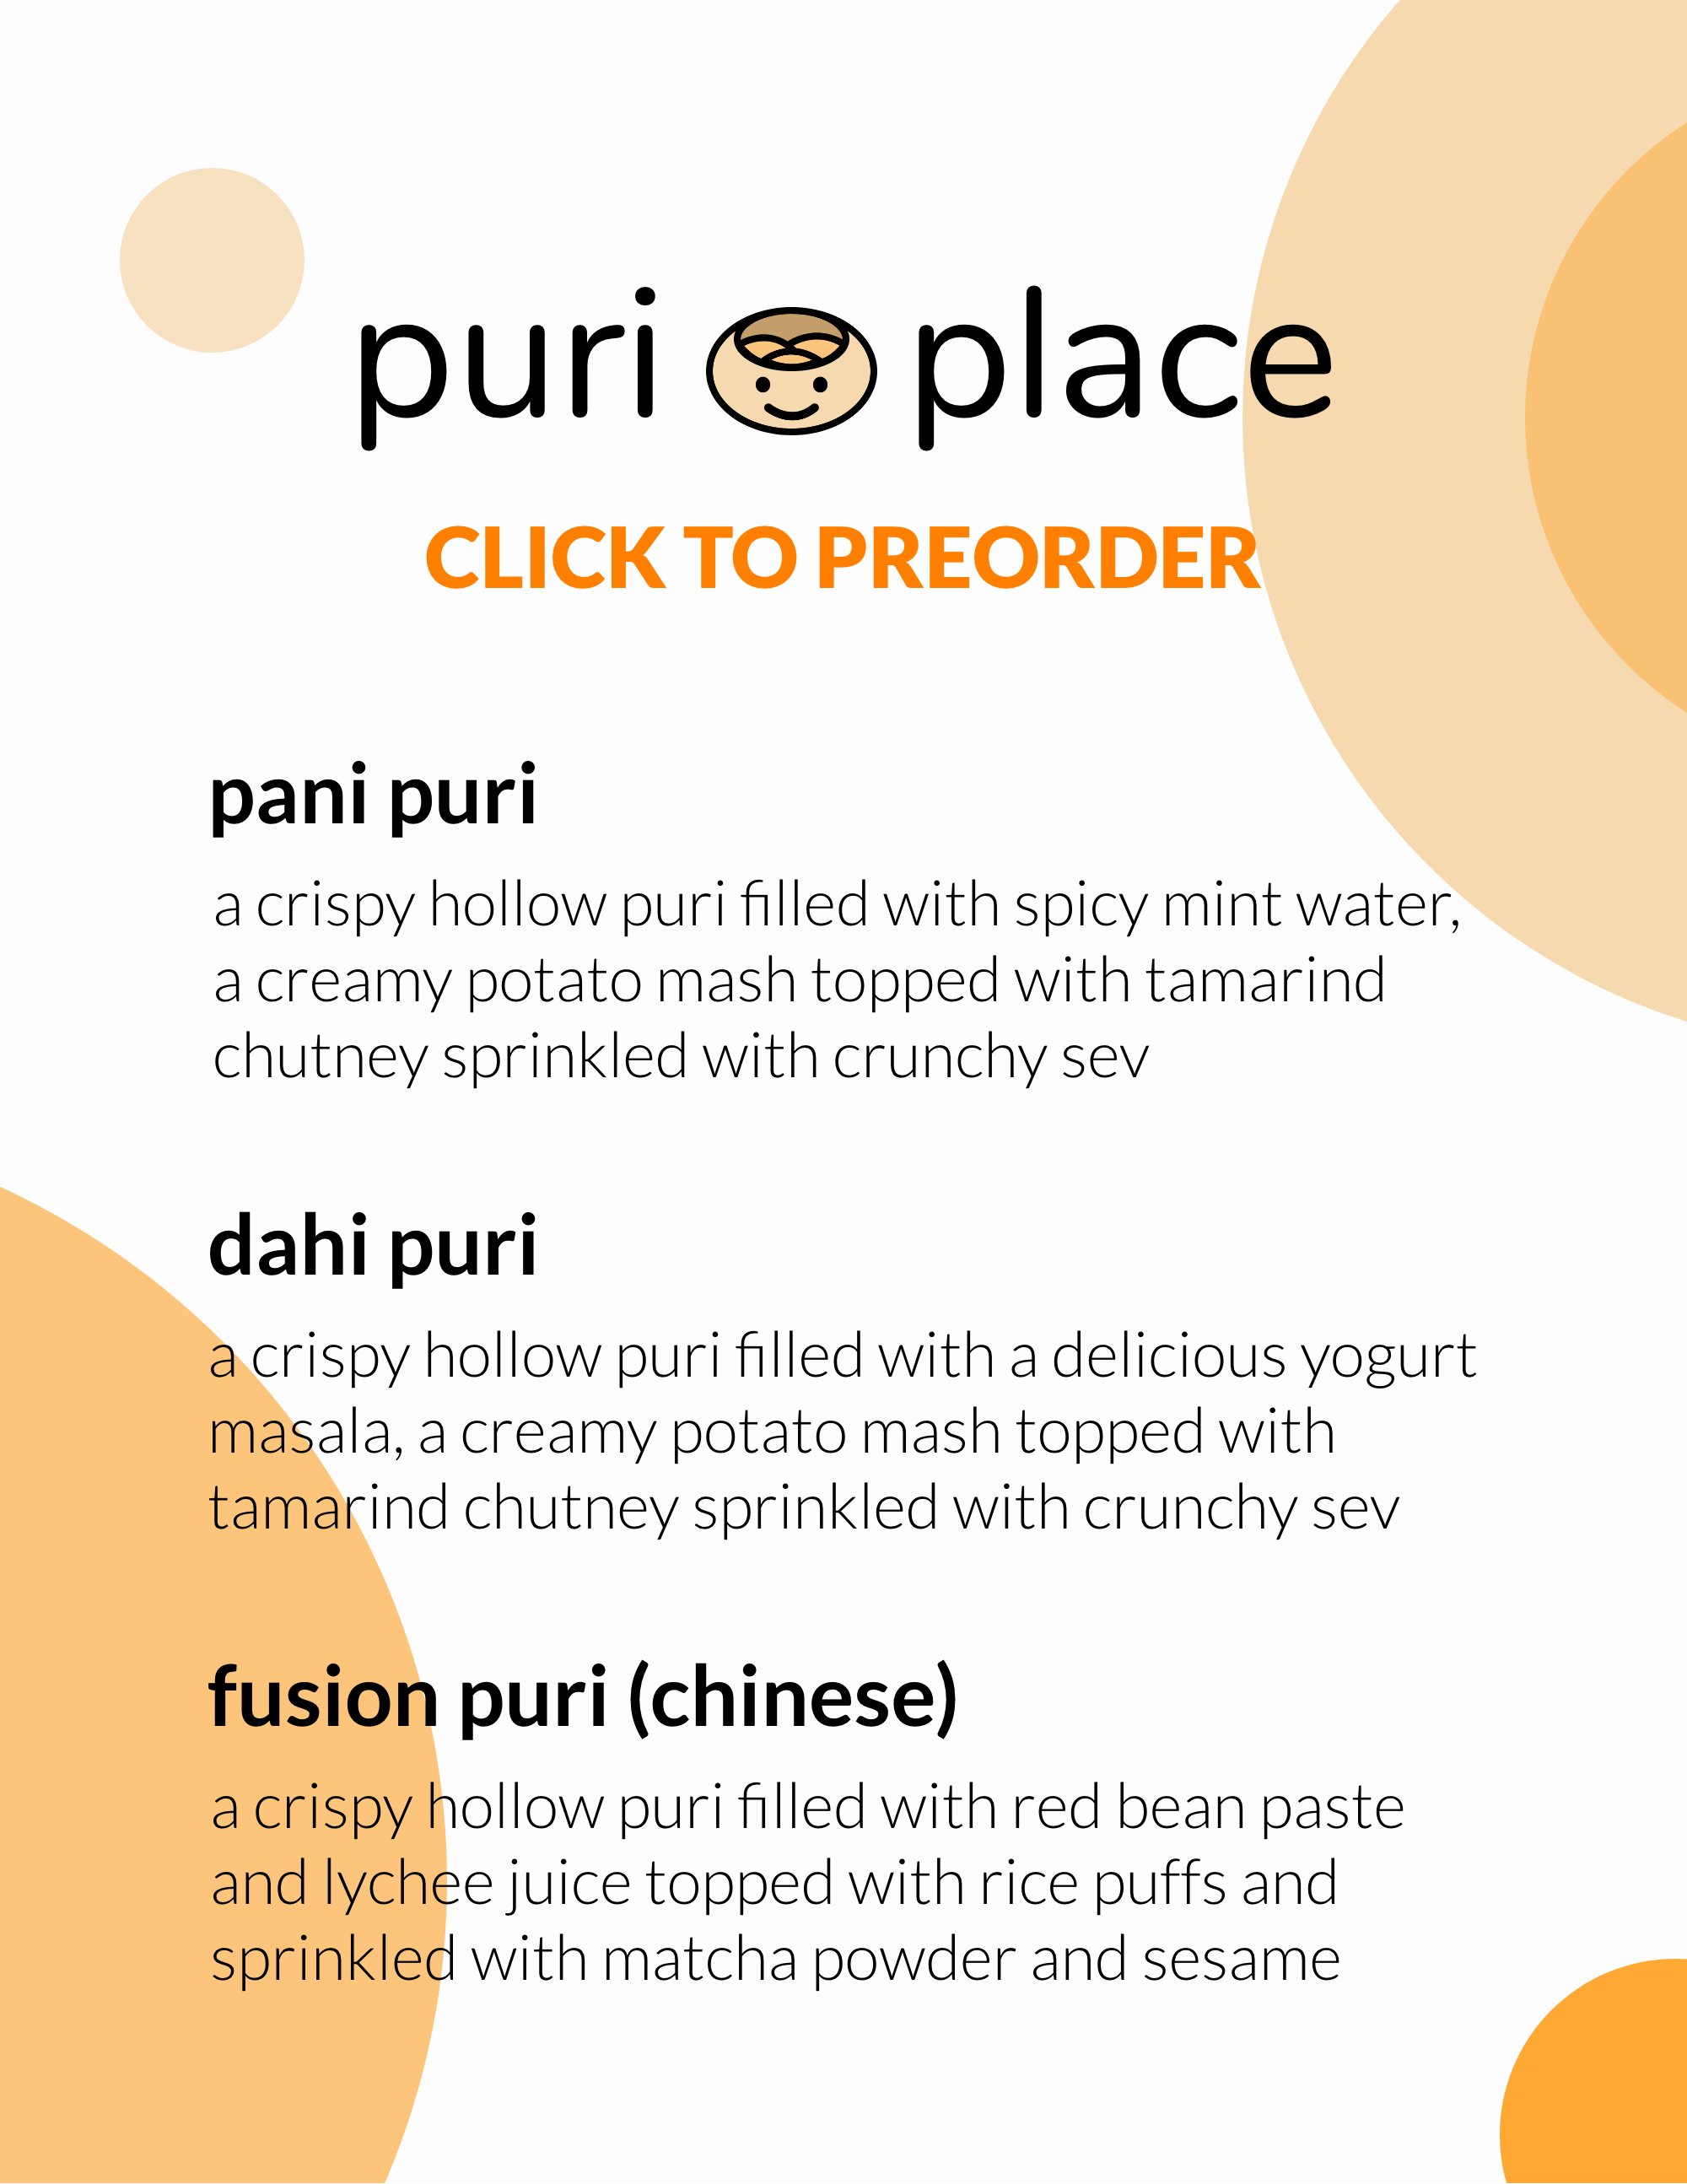 puri place
CLICK TO PREORDER
pani puri
a crispy hollow puri filled with spicy mint water,
a creamy potato mash topped with tamarind
chutney sprinkled with crunchy sev
dahi puri
a crispy hollow puri filled with a delicious yogurt
masala, a creamy potato mash topped with
tamarind chutney sprinkled with crunchy sev
fusion puri (chinese)
a crispy hollow puri filled with red bean paste
and lychee juice topped with rice puffs and
sprinkled with matcha powder and sesame